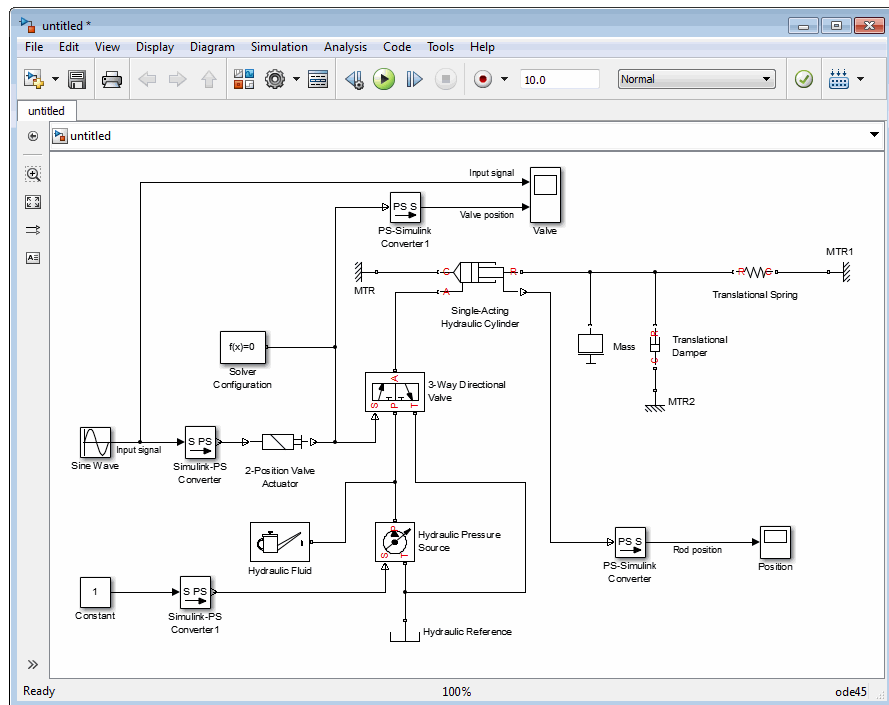 untitled *
File Edit View Display Diagram Simulation Analysis Code Tools Help
10.0 Normal
untitled
untitled
Input signal
PS S
Valve position
PS-Simulink
Converter1
Valve
MTR
C
R
A
Single-Acting
Hydraulic Cylinder
R
C
Translational Spring
MTR1
Mass
R
C
Translational
Damper
MTR2
f(x)=0
Solver
Configuration
A
S
P
T
3-Way Directional
Valve
Sine Wave
Input signal
S PS
Simulink-PS
Converter
2-Position Valve
Actuator
Hydraulic Fluid
P
S
T
Hydraulic Pressure
Source
PS S
PS-Simulink
Converter
Rod position
Position
1
Constant
S PS
Simulink-PS
Converter1
Hydraulic Reference
Ready 100% ode45